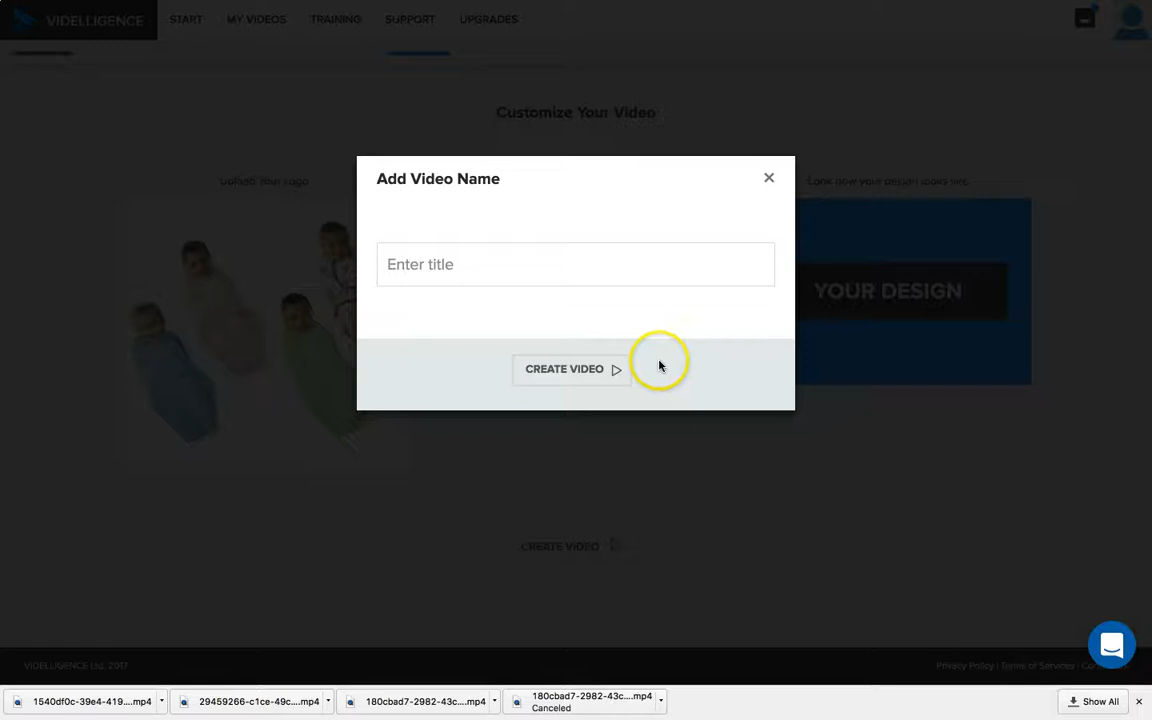 VIDELLIGENCE
START MY VIDEOS TRAINING SUPPORT UPGRADES
Customize Your Video
Upload Your Logo
Look how your design looks like
Add Video Name
×
Enter title
YOUR DESIGN
CREATE VIDEO
CREATE VIDEO
VIDELLIGENCE Ltd. 2017
Privacy Policy | Terms of Services |
1540df0c-39e4-419....mp4
29459266-c1ce-49c....mp4
180cbad7-2982-43c....mp4
180cbad7-2982-43c....mp4
Canceled
Show All
×